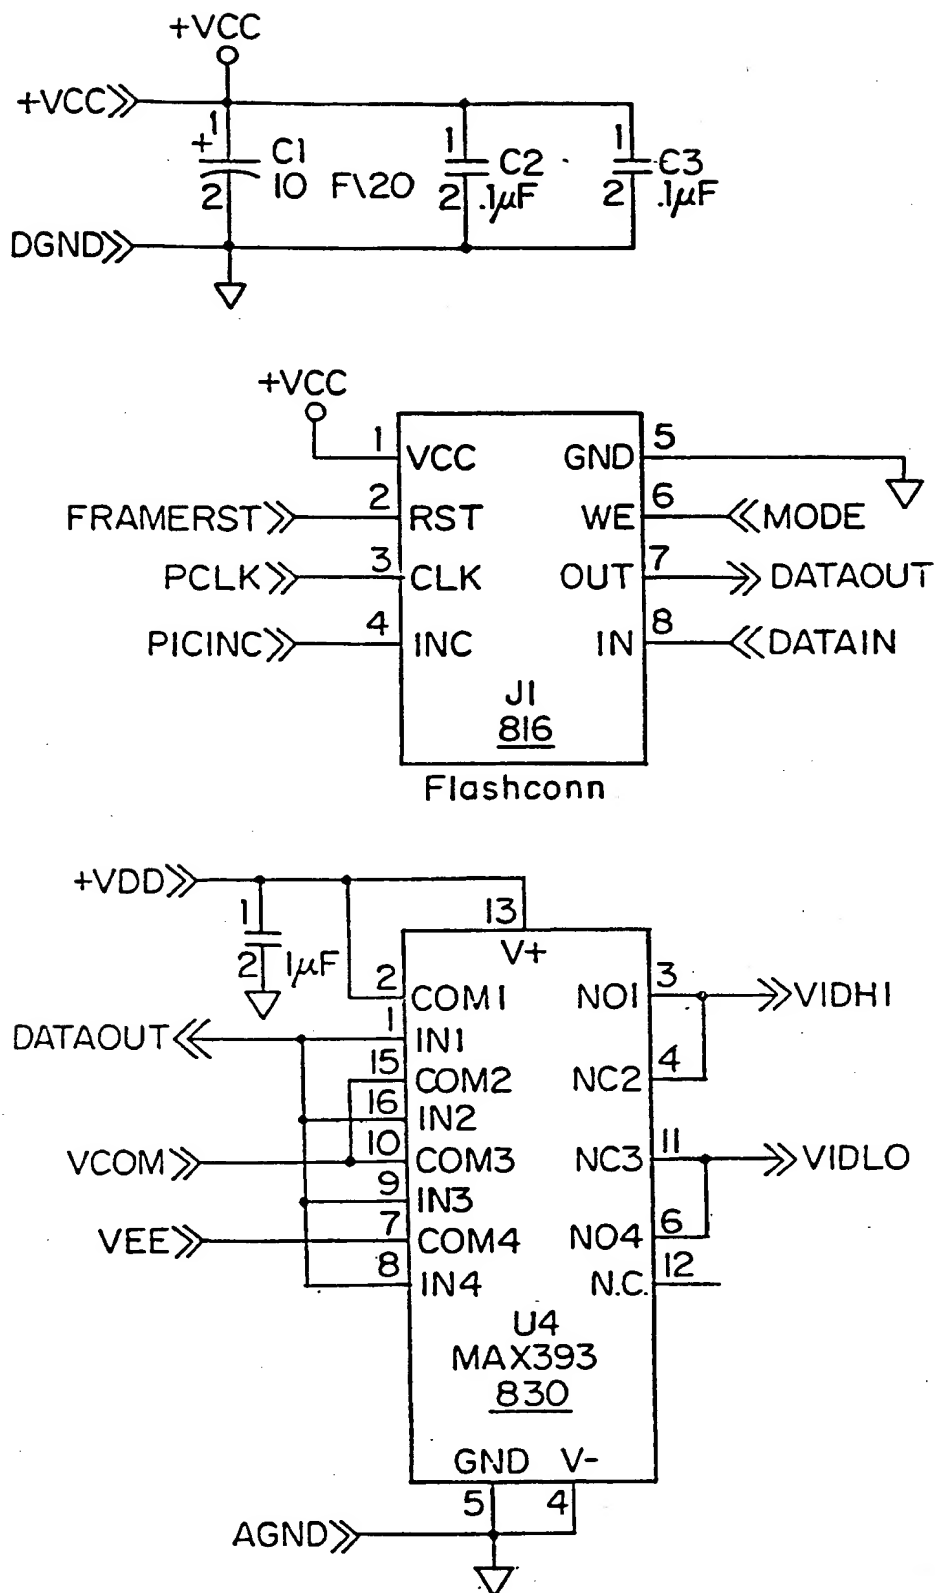 +VCC
+VCC
1
+
C1
10 F\20
2
1
C2
2
.1µF
1
C3
2
.1µF
DGND
+VCC
1 VCC GND 5
FRAMERST 2 RST WE 6 MODE
PCLK 3 CLK OUT 7 DATAOUT
PICINC 4 INC IN 8 DATAIN
J1
816
Flashconn
+VDD
1
2 1µF
13
V+
2 COM1 NO1 3 VIDHI
DATAOUT 1 IN1
15 COM2 NC2 4
16 IN2
VCOM 10 COM3 NC3 11 VIDLO
9 IN3
VEE 7 COM4 NO4 6
8 IN4 N.C. 12
U4
MAX393
830
GND V-
5 4
AGND